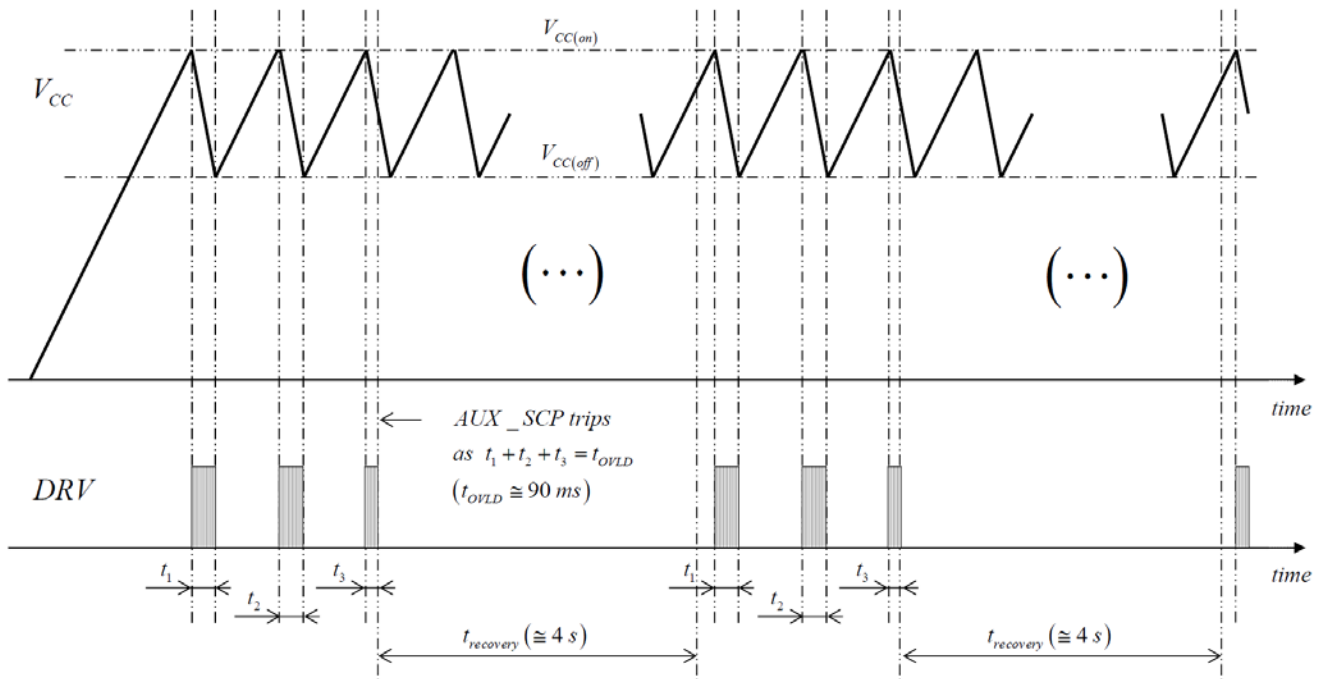 V_CC(on)
V_CC
V_CC(off)
(···)
(···)
time
AUX_SCP trips
as t_1 + t_2 + t_3 = t_OVLD
(t_OVLD ≅ 90 ms)
DRV
time
t_1
t_2
t_3
t_1
t_2
t_3
t_recovery (≅ 4 s)
t_recovery (≅ 4 s)